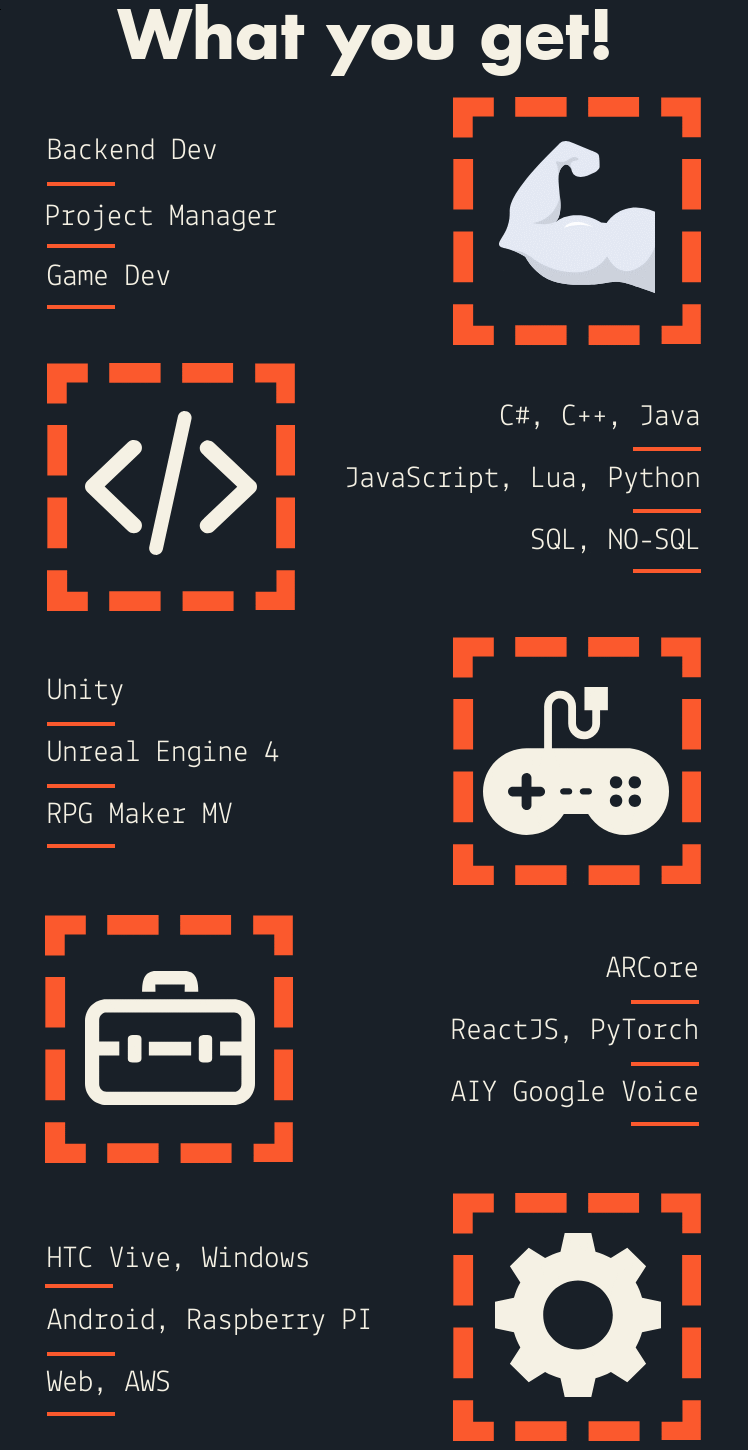 What you get!
Backend Dev
Project Manager
Game Dev
C#, C++, Java
JavaScript, Lua, Python
SQL, NO-SQL
Unity
Unreal Engine 4
RPG Maker MV
ARCore
ReactJS, PyTorch
AIY Google Voice
HTC Vive, Windows
Android, Raspberry PI
Web, AWS